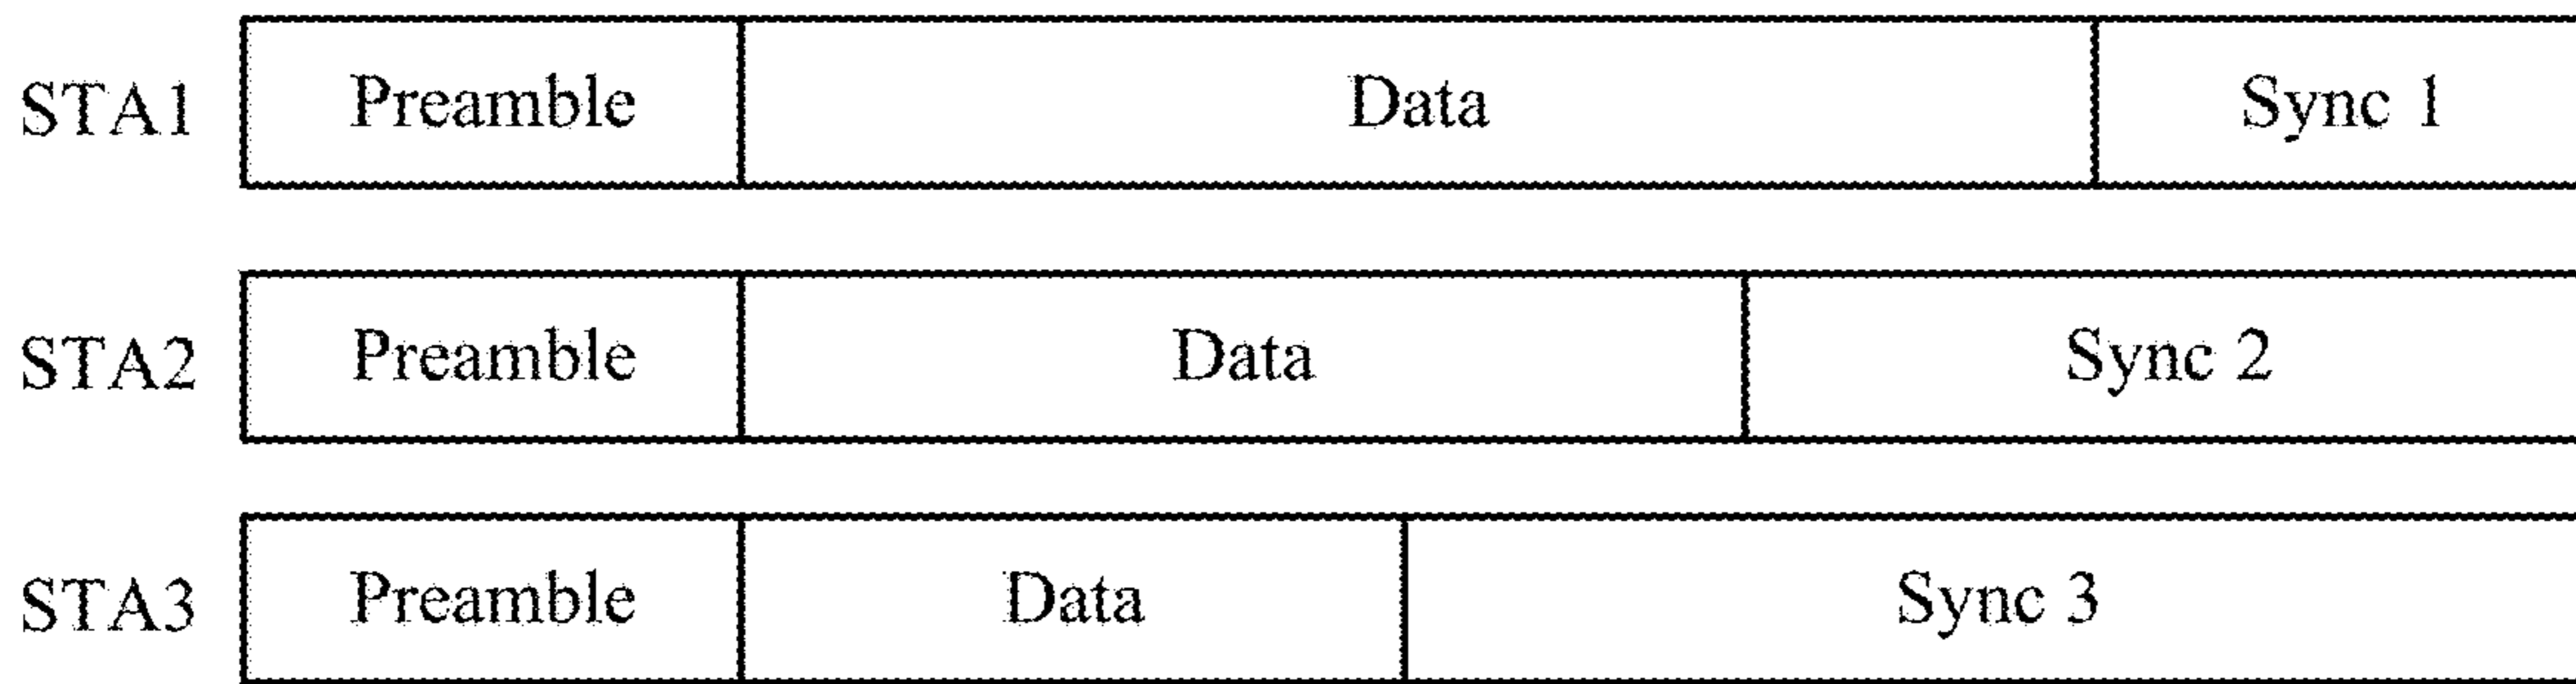 STA1 Preamble Data Sync 1
STA2 Preamble Data Sync 2
STA3 Preamble Data Sync 3